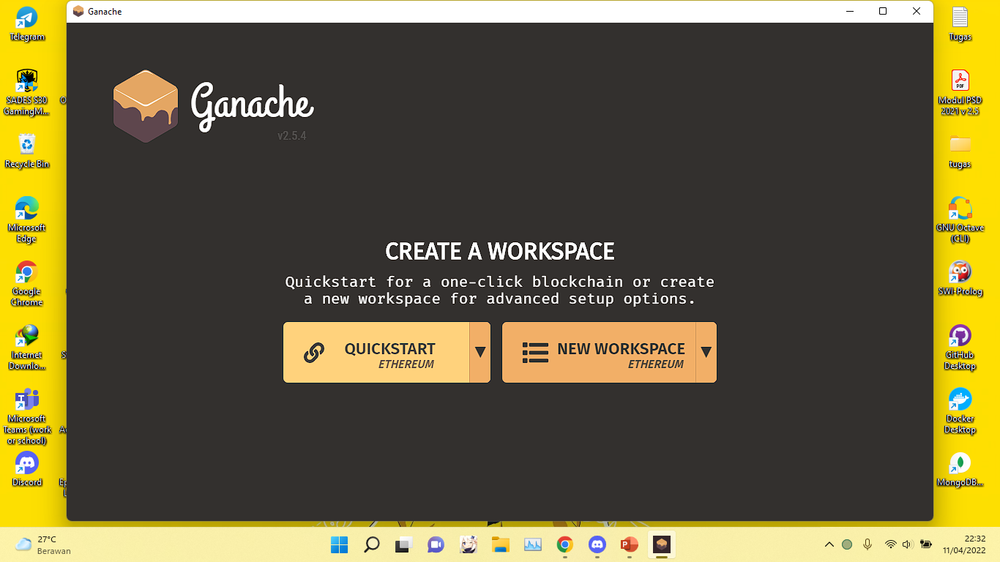 Ganache
Telegram
SADES S30
GamingM...
Recycle Bin
Microsoft
Edge
Google
Chrome
Internet
Downlo...
Microsoft
Teams (work
or school)
Discord
Ganache
v2.5.4
CREATE A WORKSPACE
Quickstart for a one-click blockchain or create
a new workspace for advanced setup options.
QUICKSTART
ETHEREUM
NEW WORKSPACE
ETHEREUM
Tugas
PDF
Modul PSD
2021 v 2.5
tugas
GNU Octave
(CLI)
SWI-Prolog
GitHub
Desktop
Docker
Desktop
MongoDB...
27°C
Berawan
22:32
11/04/2022